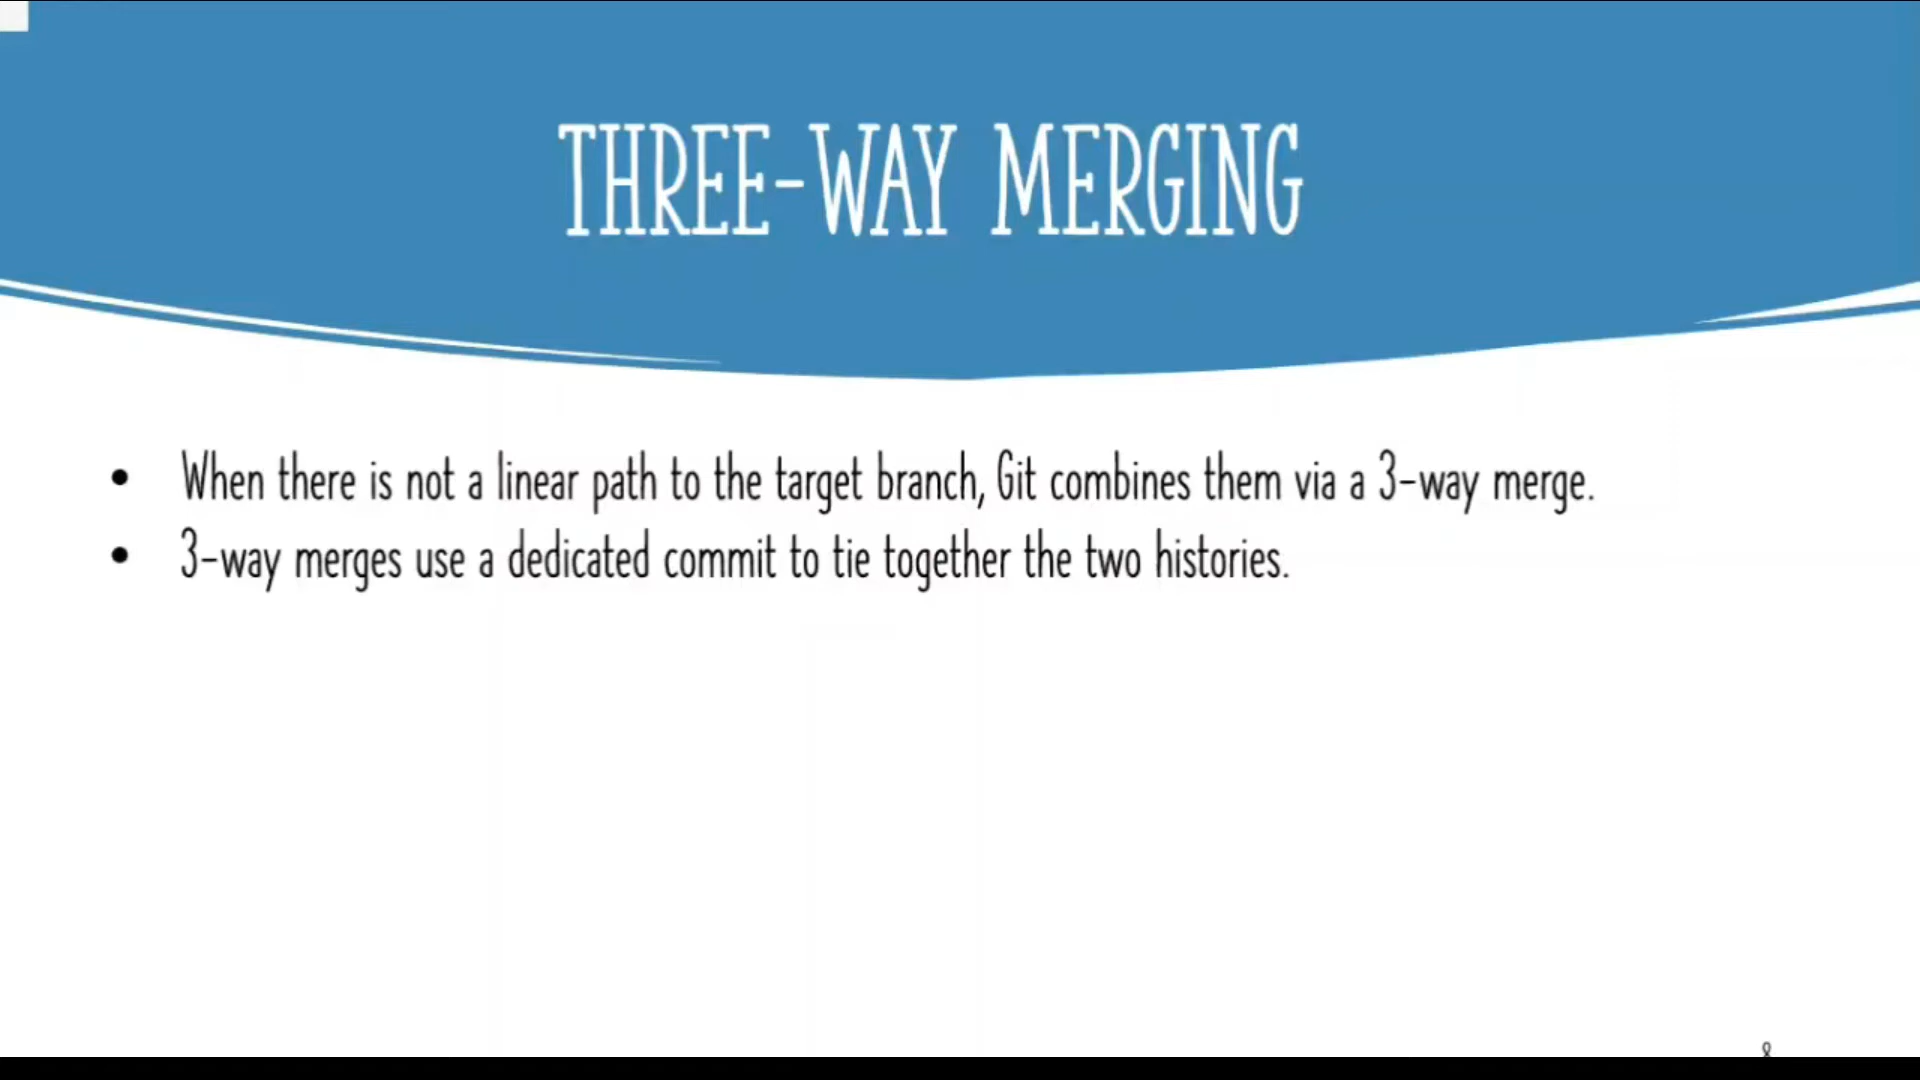 THREE-WAY MERGING
• When there is not a linear path to the target branch, Git combines them via a 3-way merge.
• 3-way merges use a dedicated commit to tie together the two histories.
8